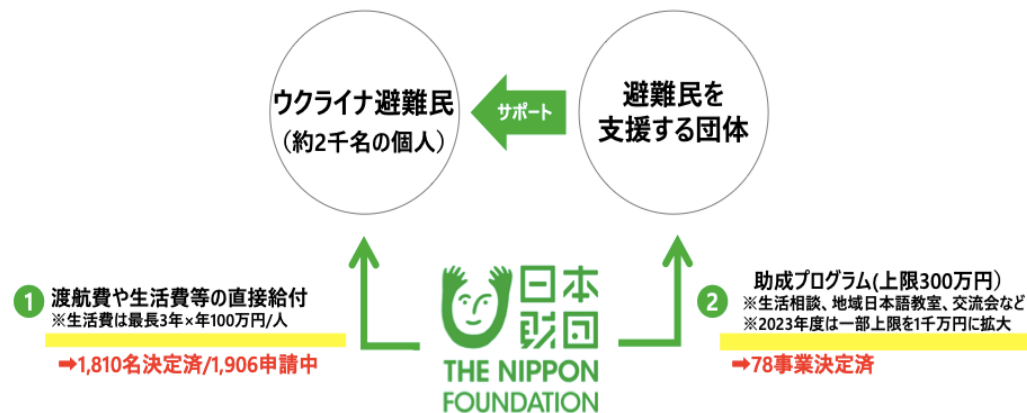 ウクライナ避難民
（約2千名の個人）
サポート
避難民を
支援する団体
1 渡航費や生活費等の直接給付
※生活費は最長3年×年100万円/人
➡1,810名決定済/1,906申請中
日本
財団
THE NIPPON
FOUNDATION
2 助成プログラム(上限300万円）
※生活相談、地域日本語教室、交流会など
※2023年度は一部上限を1千万円に拡大
➡78事業決定済